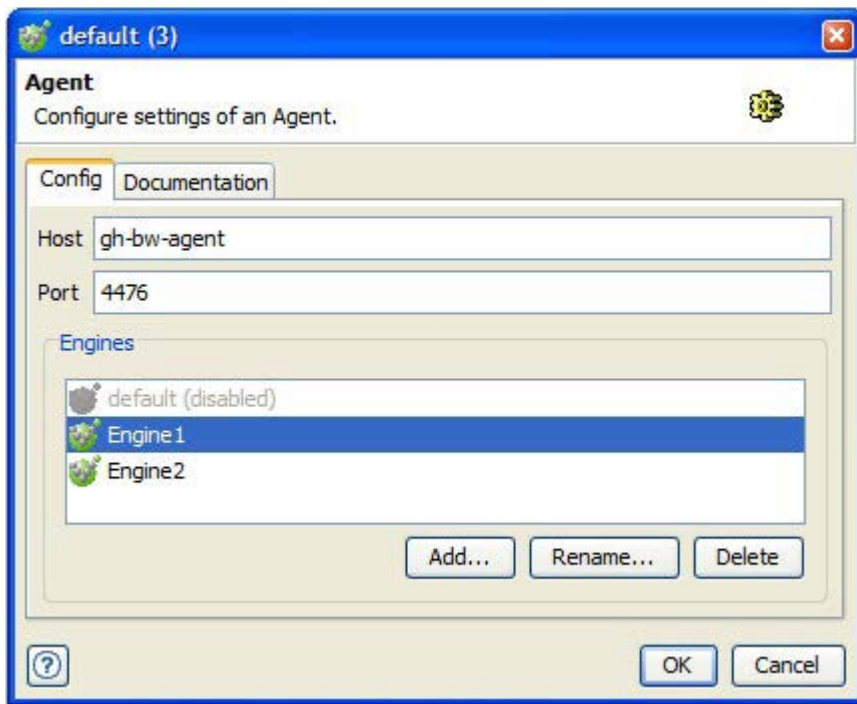 default (3)
Agent
Configure settings of an Agent.
Config Documentation
Host gh-bw-agent
Port 4476
Engines
default (disabled)
Engine1
Engine2
Add... Rename... Delete
? OK Cancel